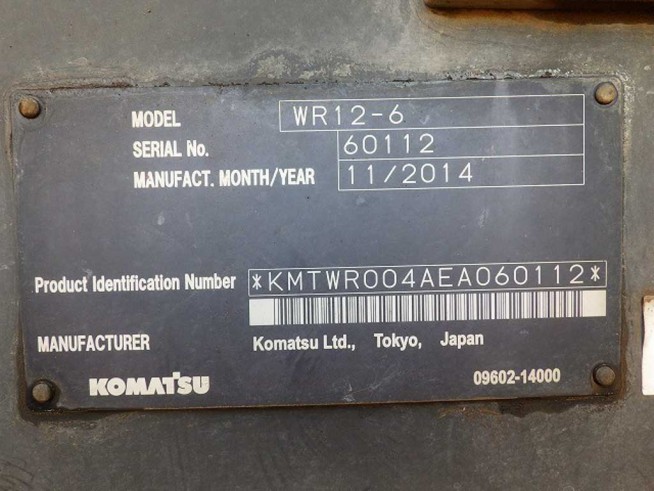 MODEL WR12-6
SERIAL No. 60112
MANUFACT. MONTH/YEAR 11/2014
Product Identification Number *KMTWR004AEA060112*
MANUFACTURER Komatsu Ltd., Tokyo, Japan
KOMATSU 09602-14000